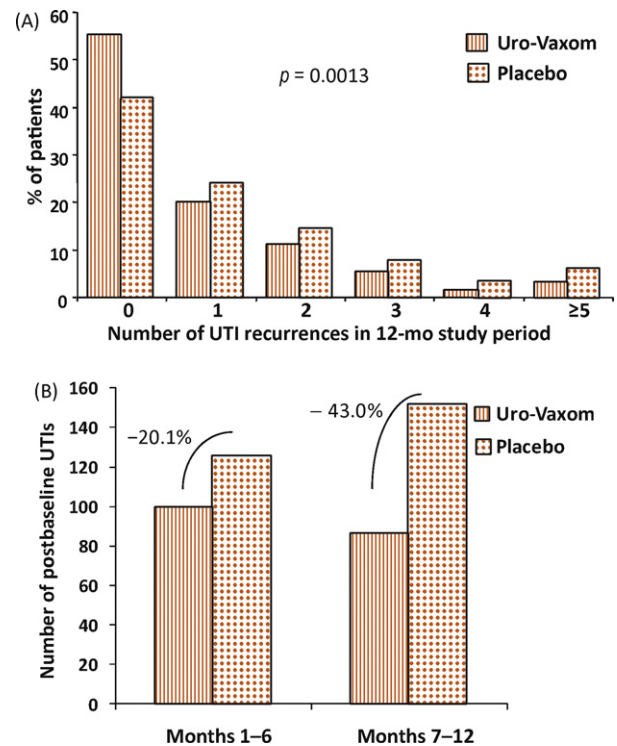 (A)
60
50
40
30
20
10
0
% of patients
p = 0.0013
Uro-Vaxom
Placebo
0 1 2 3 4 ≥5
Number of UTI recurrences in 12-mo study period
(B)
160
140
120
100
80
60
40
20
0
Number of postbaseline UTIs
−20.1%
− 43.0%
Uro-Vaxom
Placebo
Months 1–6 Months 7–12